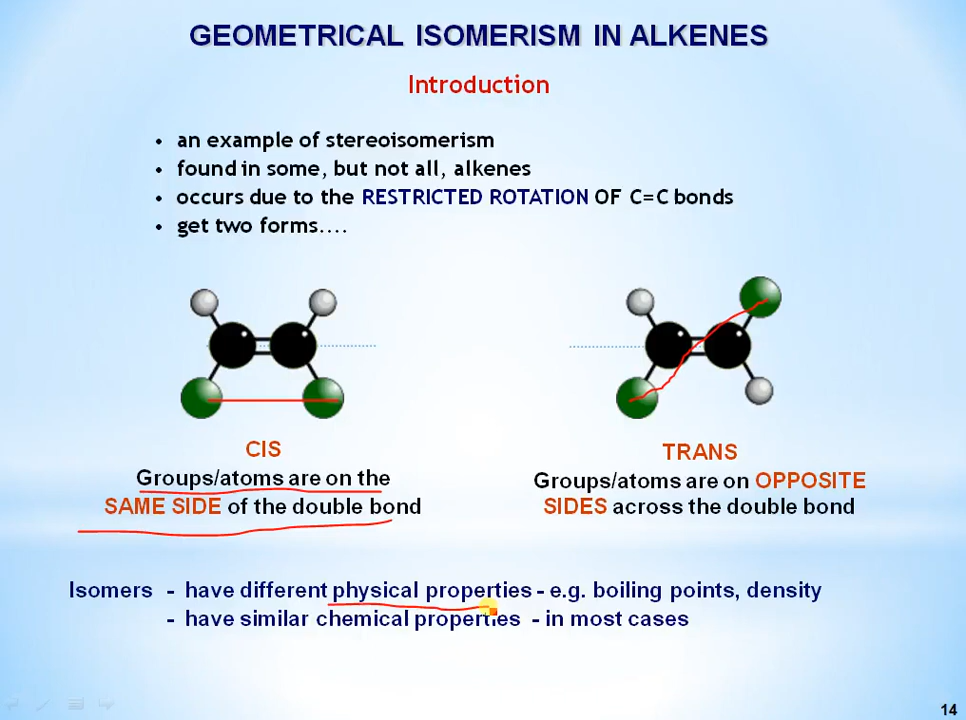 GEOMETRICAL ISOMERISM IN ALKENES
Introduction
• an example of stereoisomerism
• found in some, but not all, alkenes
• occurs due to the RESTRICTED ROTATION OF C=C bonds
• get two forms....
CIS
Groups/atoms are on the
SAME SIDE of the double bond
TRANS
Groups/atoms are on OPPOSITE
SIDES across the double bond
Isomers - have different physical properties - e.g. boiling points, density
- have similar chemical properties - in most cases
14